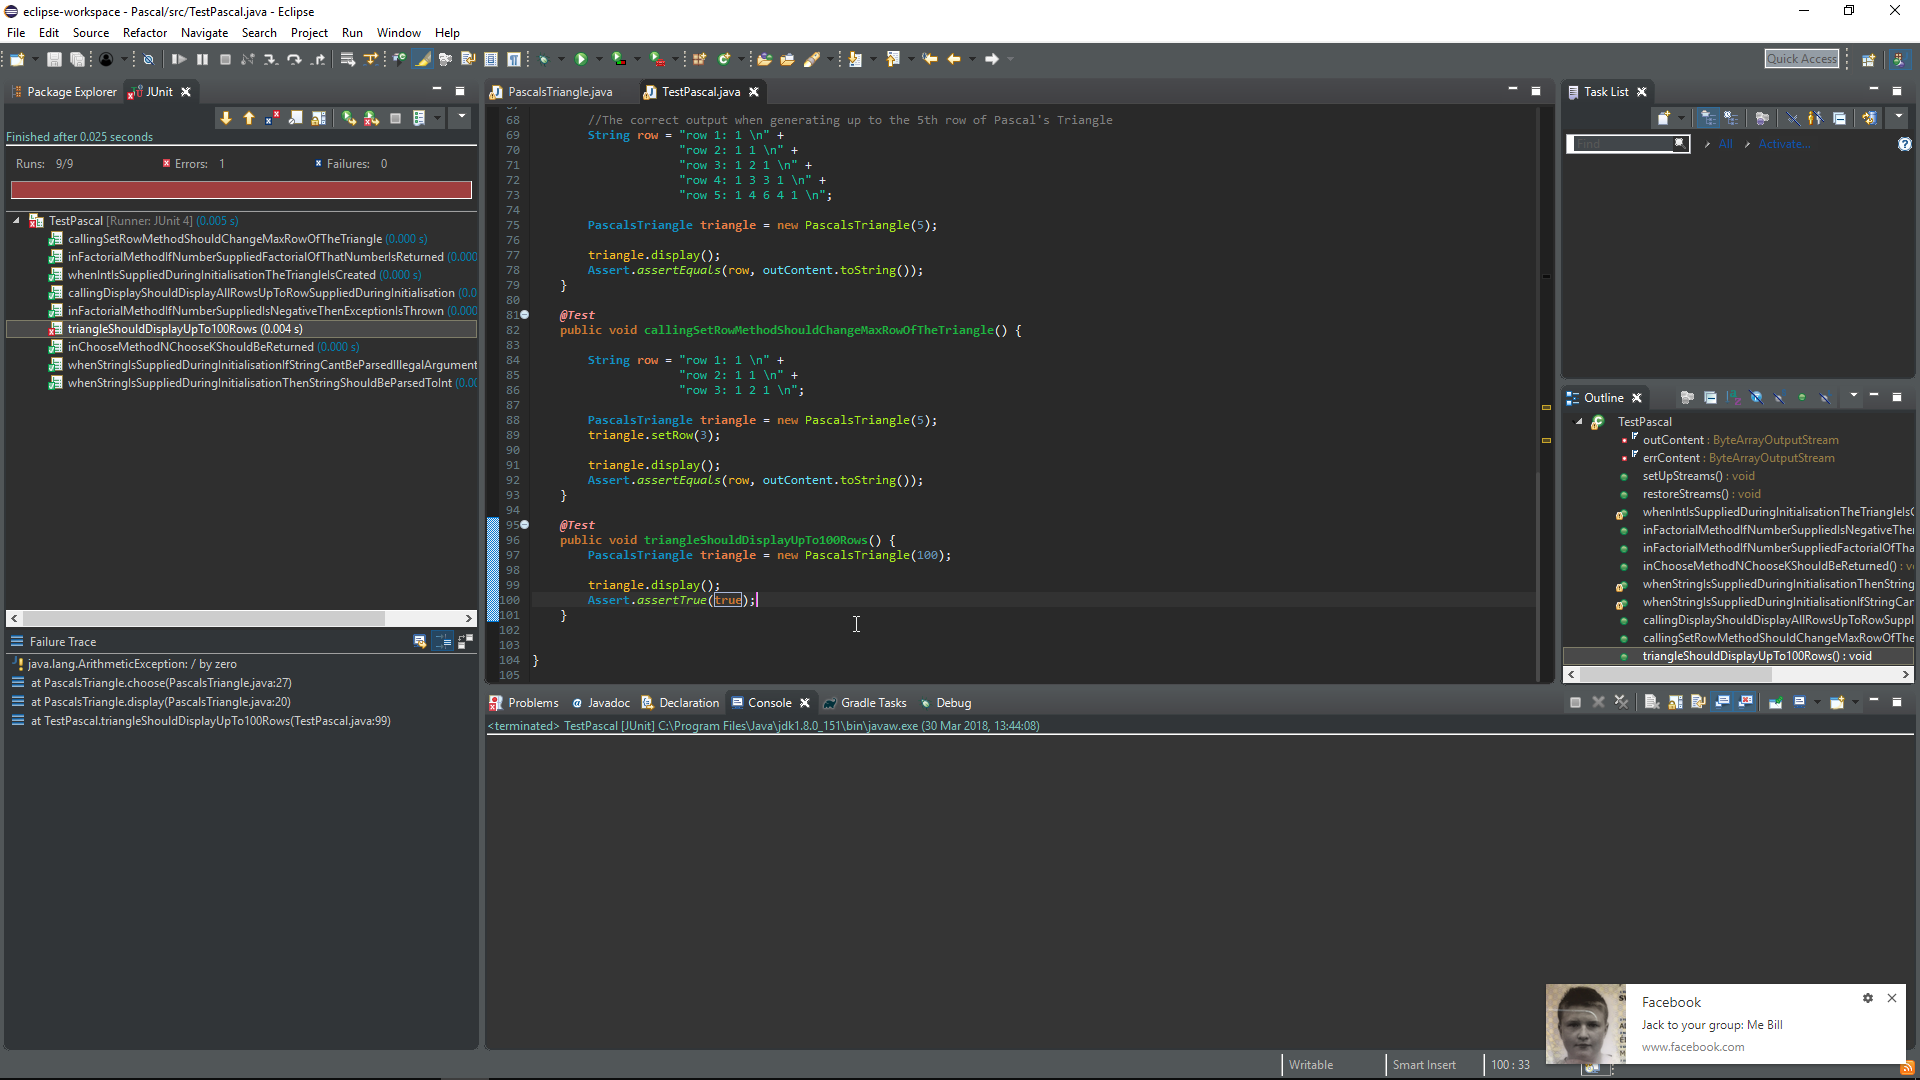 eclipse-workspace - Pascal/src/TestPascal.java - Eclipse
File Edit Source Refactor Navigate Search Project Run Window Help
Quick Access
Package Explorer JUnit
Finished after 0.025 seconds
Runs: 9/9 Errors: 1 Failures: 0
TestPascal [Runner: JUnit 4] (0.005 s)
callingSetRowMethodShouldChangeMaxRowOfTheTriangle (0.000 s)
inFactorialMethodIfNumberSuppliedFactorialOfThatNumberIsReturned (0.000
whenIntIsSuppliedDuringInitialisationTheTriangleIsCreated (0.000 s)
callingDisplayShouldDisplayAllRowsUpToRowSuppliedDuringInitialisation (0.0
inFactorialMethodIfNumberSuppliedIsNegativeThenExceptionIsThrown (0.000
triangleShouldDisplayUpTo100Rows (0.004 s)
inChooseMethodNChooseKShouldBeReturned (0.000 s)
whenStringIsSuppliedDuringInitialisationIfStringCantBeParsedIllegalArgument
whenStringIsSuppliedDuringInitialisationThenStringShouldBeParsedToInt (0.00
Failure Trace
java.lang.ArithmeticException: / by zero
at PascalsTriangle.choose(PascalsTriangle.java:27)
at PascalsTriangle.display(PascalsTriangle.java:20)
at TestPascal.triangleShouldDisplayUpTo100Rows(TestPascal.java:99)
PascalsTriangle.java TestPascal.java
68 //The correct output when generating up to the 5th row of Pascal's Triangle
69 String row = "row 1: 1 \n" +
70 "row 2: 1 1 \n" +
71 "row 3: 1 2 1 \n" +
72 "row 4: 1 3 3 1 \n" +
73 "row 5: 1 4 6 4 1 \n";
74
75 PascalsTriangle triangle = new PascalsTriangle(5);
76
77 triangle.display();
78 Assert.assertEquals(row, outContent.toString());
79 }
80
81 @Test
82 public void callingSetRowMethodShouldChangeMaxRowOfTheTriangle() {
83
84 String row = "row 1: 1 \n" +
85 "row 2: 1 1 \n" +
86 "row 3: 1 2 1 \n";
87
88 PascalsTriangle triangle = new PascalsTriangle(5);
89 triangle.setRow(3);
90
91 triangle.display();
92 Assert.assertEquals(row, outContent.toString());
93 }
94
95 @Test
96 public void triangleShouldDisplayUpTo100Rows() {
97 PascalsTriangle triangle = new PascalsTriangle(100);
98
99 triangle.display();
100 Assert.assertTrue(true);
101 }
102
103
104 }
105
Problems Javadoc Declaration Console Gradle Tasks Debug
<terminated> TestPascal [JUnit] C:\Program Files\Java\jdk1.8.0_151\bin\javaw.exe (30 Mar 2018, 13:44:08)
Task List
Find All Activate...
Outline
TestPascal
outContent : ByteArrayOutputStream
errContent : ByteArrayOutputStream
setUpStreams() : void
restoreStreams() : void
whenIntIsSuppliedDuringInitialisationTheTriangleIsC
inFactorialMethodIfNumberSuppliedIsNegativeThe
inFactorialMethodIfNumberSuppliedFactorialOfTha
inChooseMethodNChooseKShouldBeReturned() : v
whenStringIsSuppliedDuringInitialisationThenString
whenStringIsSuppliedDuringInitialisationIfStringCar
callingDisplayShouldDisplayAllRowsUpToRowSuppl
callingSetRowMethodShouldChangeMaxRowOfThe
triangleShouldDisplayUpTo100Rows() : void
Facebook
Jack to your group: Me Bill
www.facebook.com
Writable Smart Insert 100 : 33